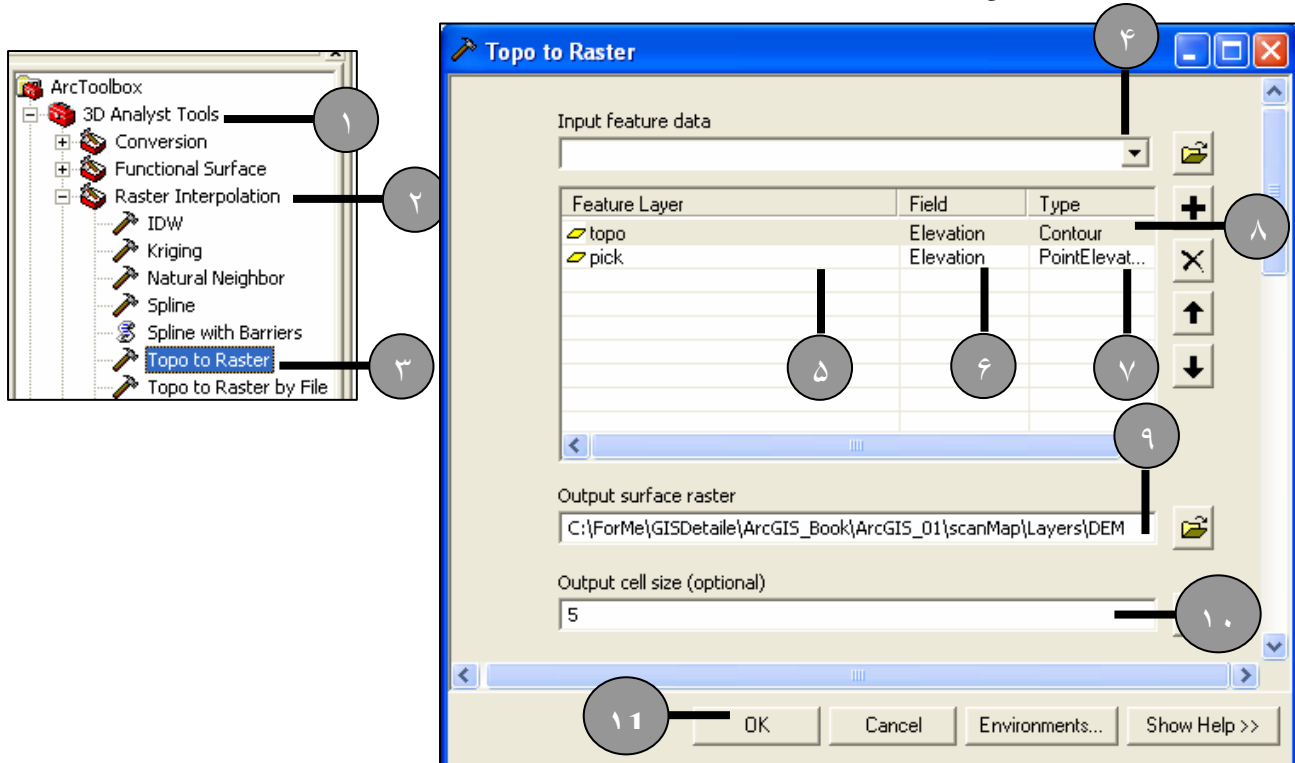 ArcToolbox
3D Analyst Tools
۱
Conversion
Functional Surface
Raster Interpolation
۲
IDW
Kriging
Natural Neighbor
Spline
Spline with Barriers
Topo to Raster
۳
Topo to Raster by File
Topo to Raster
۴
Input feature data
Feature Layer Field Type
topo Elevation Contour
۸
pick Elevation PointElevat...
۵ ۶ ۷
۹
Output surface raster
C:\ForMe\GISDetaile\ArcGIS_Book\ArcGIS_01\scanMap\Layers\DEM
Output cell size (optional)
5
۱۰
۱۱
OK Cancel Environments... Show Help >>